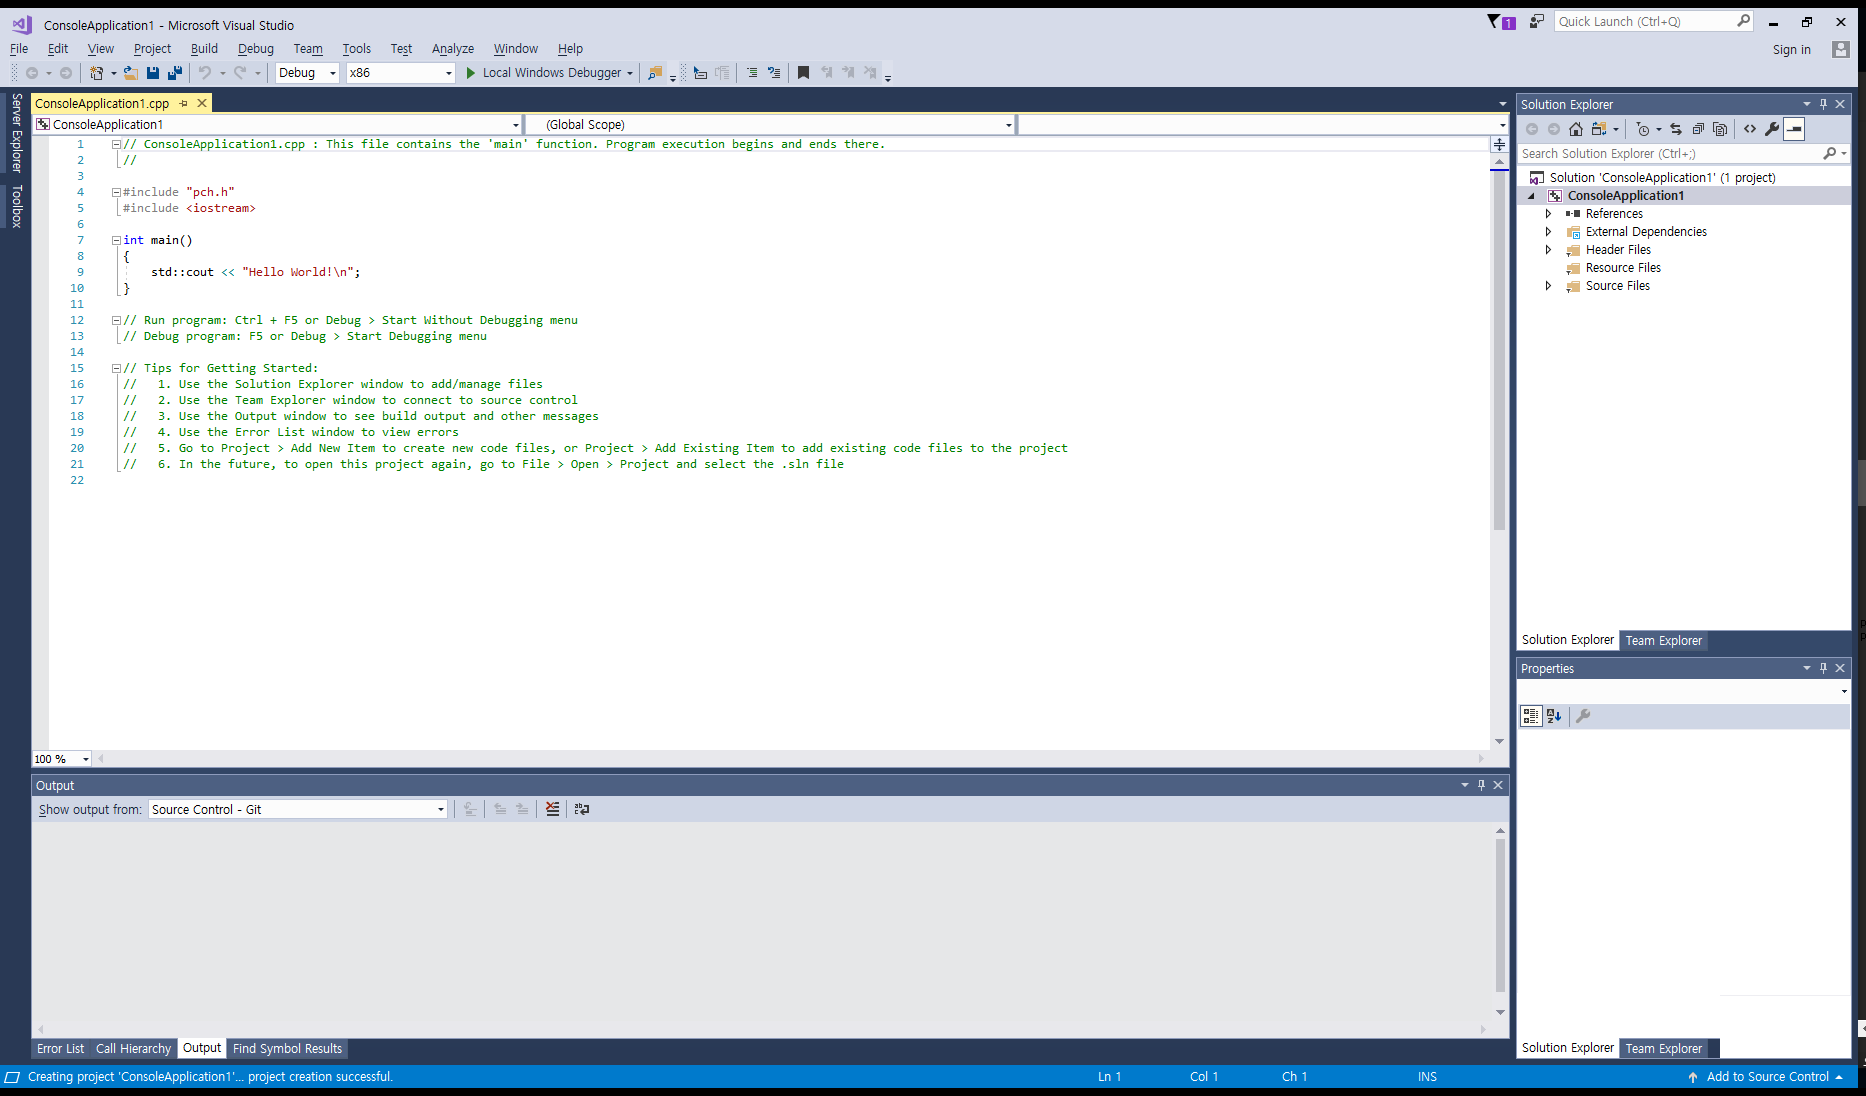 ConsoleApplication1 - Microsoft Visual Studio
1
Quick Launch (Ctrl+Q)
File Edit View Project Build Debug Team Tools Test Analyze Window Help
Sign in
Debug x86 Local Windows Debugger
Server Explorer
Toolbox
ConsoleApplication1.cpp
ConsoleApplication1 (Global Scope)
1 // ConsoleApplication1.cpp : This file contains the 'main' function. Program execution begins and ends there.
2 //
3
4 #include "pch.h"
5 #include <iostream>
6
7 int main()
8 {
9 std::cout << "Hello World!\n";
10 }
11
12 // Run program: Ctrl + F5 or Debug > Start Without Debugging menu
13 // Debug program: F5 or Debug > Start Debugging menu
14
15 // Tips for Getting Started:
16 // 1. Use the Solution Explorer window to add/manage files
17 // 2. Use the Team Explorer window to connect to source control
18 // 3. Use the Output window to see build output and other messages
19 // 4. Use the Error List window to view errors
20 // 5. Go to Project > Add New Item to create new code files, or Project > Add Existing Item to add existing code files to the project
21 // 6. In the future, to open this project again, go to File > Open > Project and select the .sln file
22
100 %
Output
Show output from: Source Control - Git
Error List Call Hierarchy Output Find Symbol Results
Solution Explorer
Search Solution Explorer (Ctrl+;)
Solution 'ConsoleApplication1' (1 project)
ConsoleApplication1
References
External Dependencies
Header Files
Resource Files
Source Files
Solution Explorer Team Explorer
Properties
Solution Explorer Team Explorer
Creating project 'ConsoleApplication1'... project creation successful.
Ln 1 Col 1 Ch 1 INS
Add to Source Control